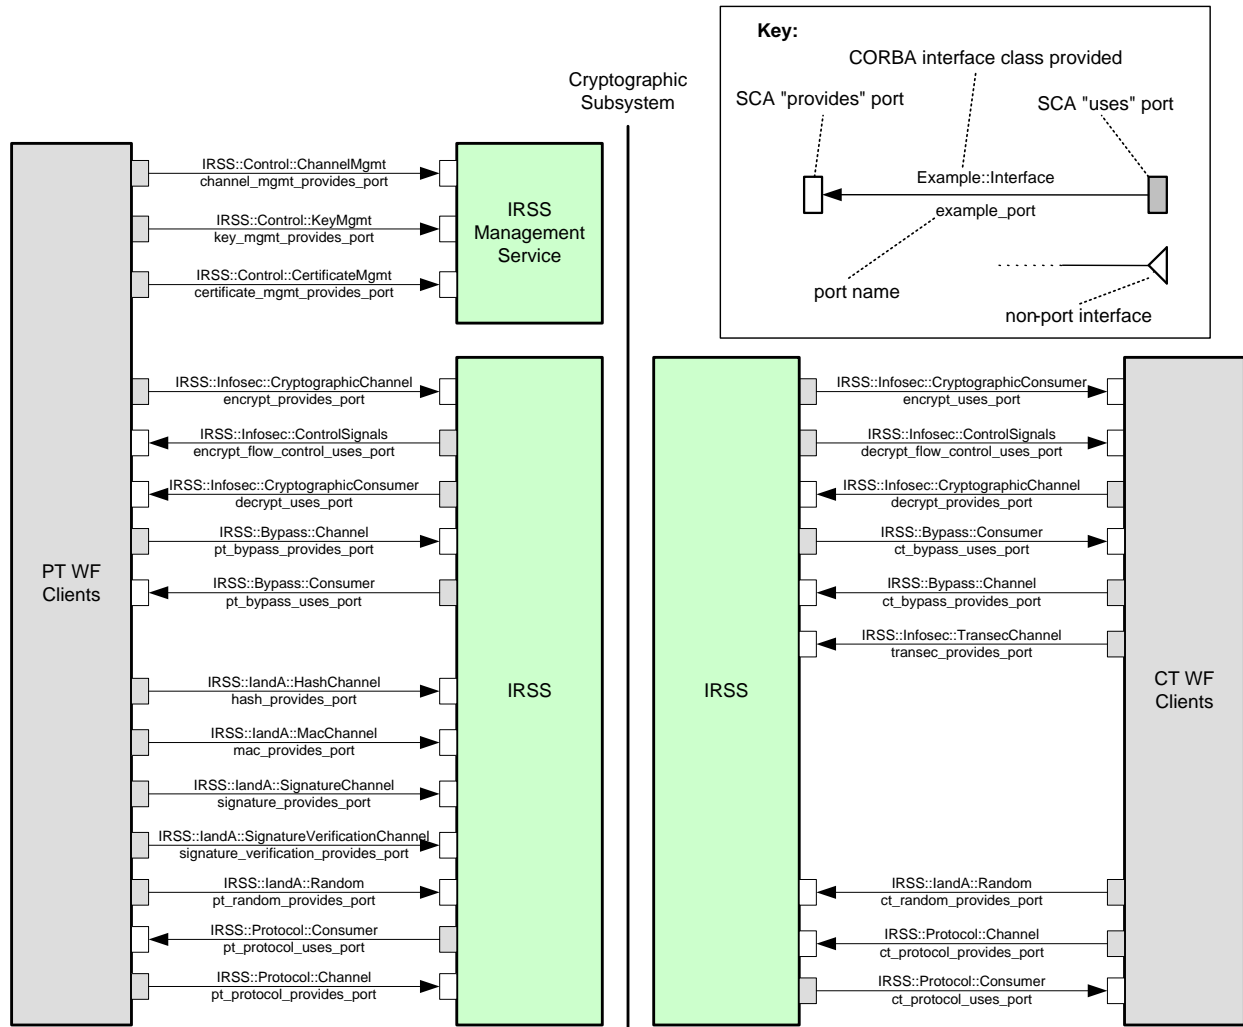 Key:
CORBA interface class provided
SCA "provides" port
SCA "uses" port
Example::Interface
example_port
port name
non-port interface
Cryptographic
Subsystem
PT WF
Clients
IRSS::Control::ChannelMgmt
channel_mgmt_provides_port
IRSS::Control::KeyMgmt
key_mgmt_provides_port
IRSS::Control::CertificateMgmt
certificate_mgmt_provides_port
IRSS
Management
Service
IRSS::Infosec::CryptographicChannel
encrypt_provides_port
IRSS::Infosec::ControlSignals
encrypt_flow_control_uses_port
IRSS::Infosec::CryptographicConsumer
decrypt_uses_port
IRSS::Bypass::Channel
pt_bypass_provides_port
IRSS::Bypass::Consumer
pt_bypass_uses_port
IRSS::IandA::HashChannel
hash_provides_port
IRSS::IandA::MacChannel
mac_provides_port
IRSS::IandA::SignatureChannel
signature_provides_port
IRSS::IandA::SignatureVerificationChannel
signature_verification_provides_port
IRSS::IandA::Random
pt_random_provides_port
IRSS::Protocol::Consumer
pt_protocol_uses_port
IRSS::Protocol::Channel
pt_protocol_provides_port
IRSS
IRSS
IRSS::Infosec::CryptographicConsumer
encrypt_uses_port
IRSS::Infosec::ControlSignals
decrypt_flow_control_uses_port
IRSS::Infosec::CryptographicChannel
decrypt_provides_port
IRSS::Bypass::Consumer
ct_bypass_uses_port
IRSS::Bypass::Channel
ct_bypass_provides_port
IRSS::Infosec::TransecChannel
transec_provides_port
IRSS::IandA::Random
ct_random_provides_port
IRSS::Protocol::Channel
ct_protocol_provides_port
IRSS::Protocol::Consumer
ct_protocol_uses_port
CT WF
Clients